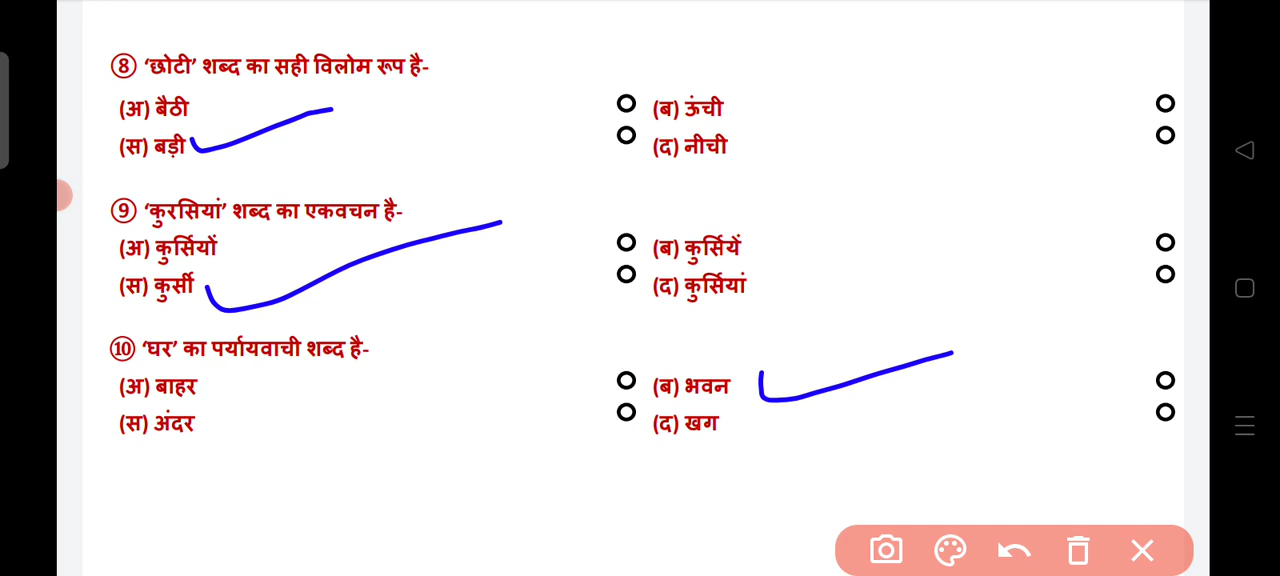 ⑧ ‘छोटी’ शब्द का सही विलोम रूप है-
(अ) बैठी (ब) ऊंची
(स) बड़ी (द) नीची
⑨ ‘कुरसियां’ शब्द का एकवचन है-
(अ) कुर्सियों (ब) कुर्सियें
(स) कुर्सी (द) कुर्सियां
⑩ ‘घर’ का पर्यायवाची शब्द है-
(अ) बाहर (ब) भवन
(स) अंदर (द) खग